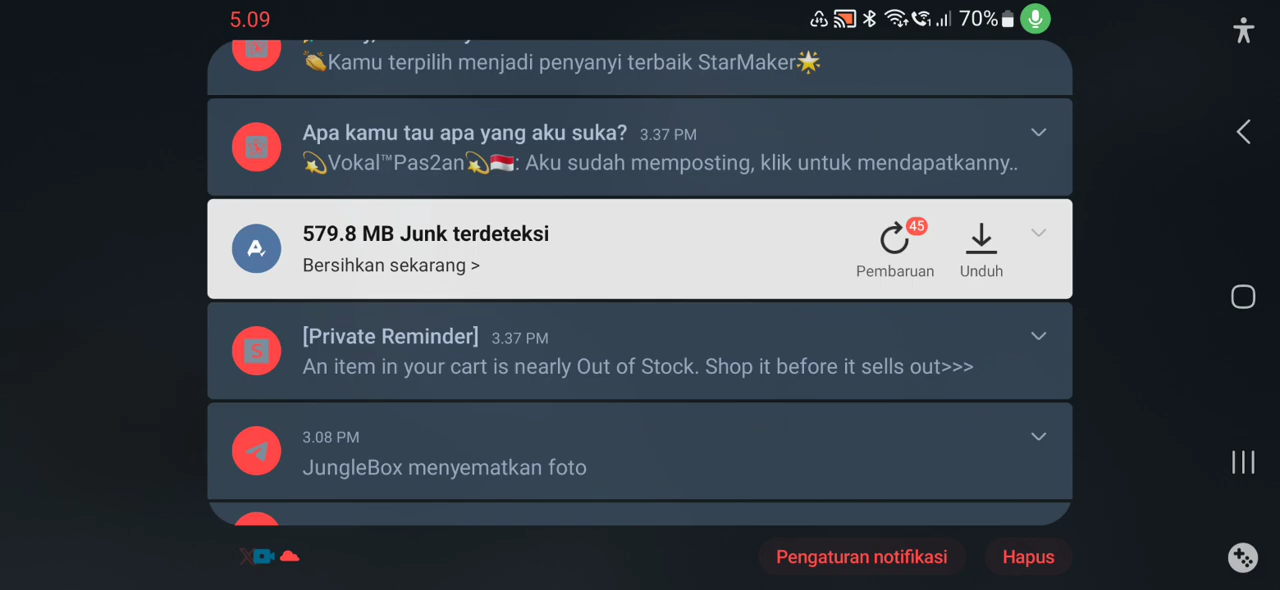 5.09
70%
🍤Kamu terpilih menjadi penyanyi terbaik StarMaker🌟
Apa kamu tau apa yang aku suka? 3.37 PM
💫Vokal™Pas2an💫🇮🇩: Aku sudah memposting, klik untuk mendapatkanny..
579.8 MB Junk terdeteksi
Bersihkan sekarang >
45
Pembaruan
Unduh
[Private Reminder] 3.37 PM
An item in your cart is nearly Out of Stock. Shop it before it sells out>>>
3.08 PM
JungleBox menyematkan foto
Pengaturan notifikasi
Hapus